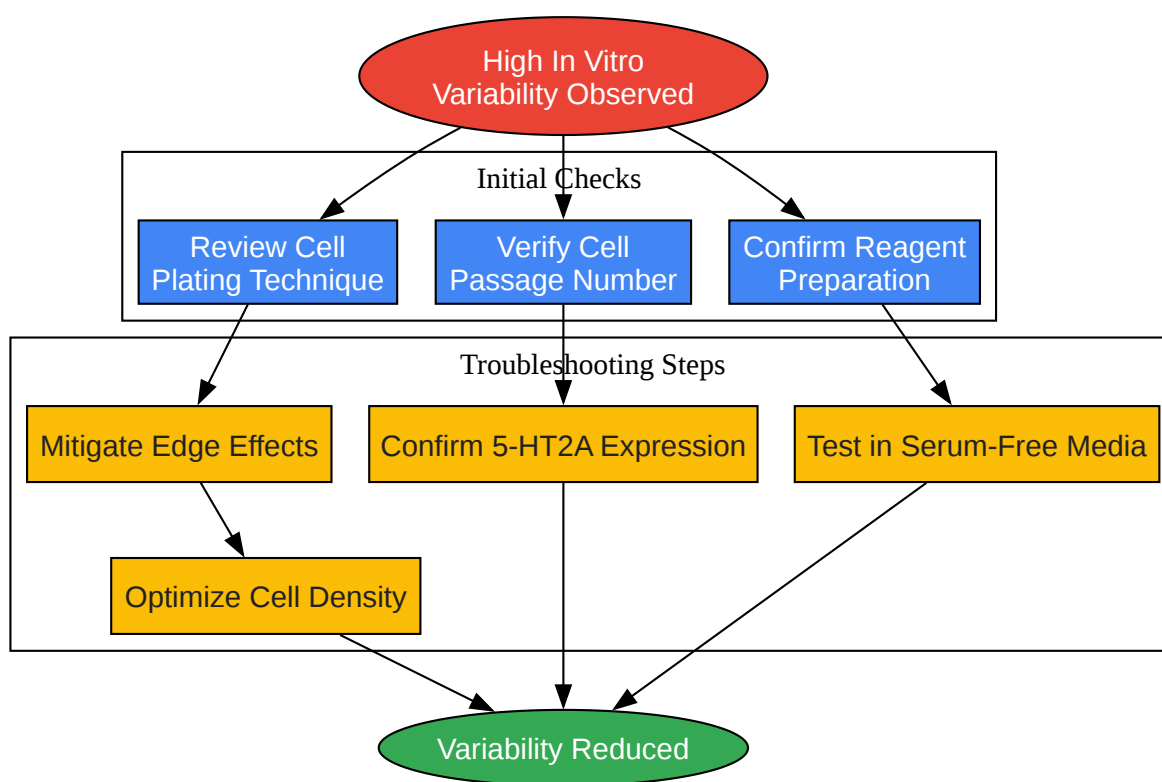 High In Vitro
Variability Observed
Initial Checks
Review Cell
Plating Technique
Verify Cell
Passage Number
Confirm Reagent
Preparation
Troubleshooting Steps
Mitigate Edge Effects
Confirm 5-HT2A Expression
Test in Serum-Free Media
Optimize Cell Density
Variability Reduced